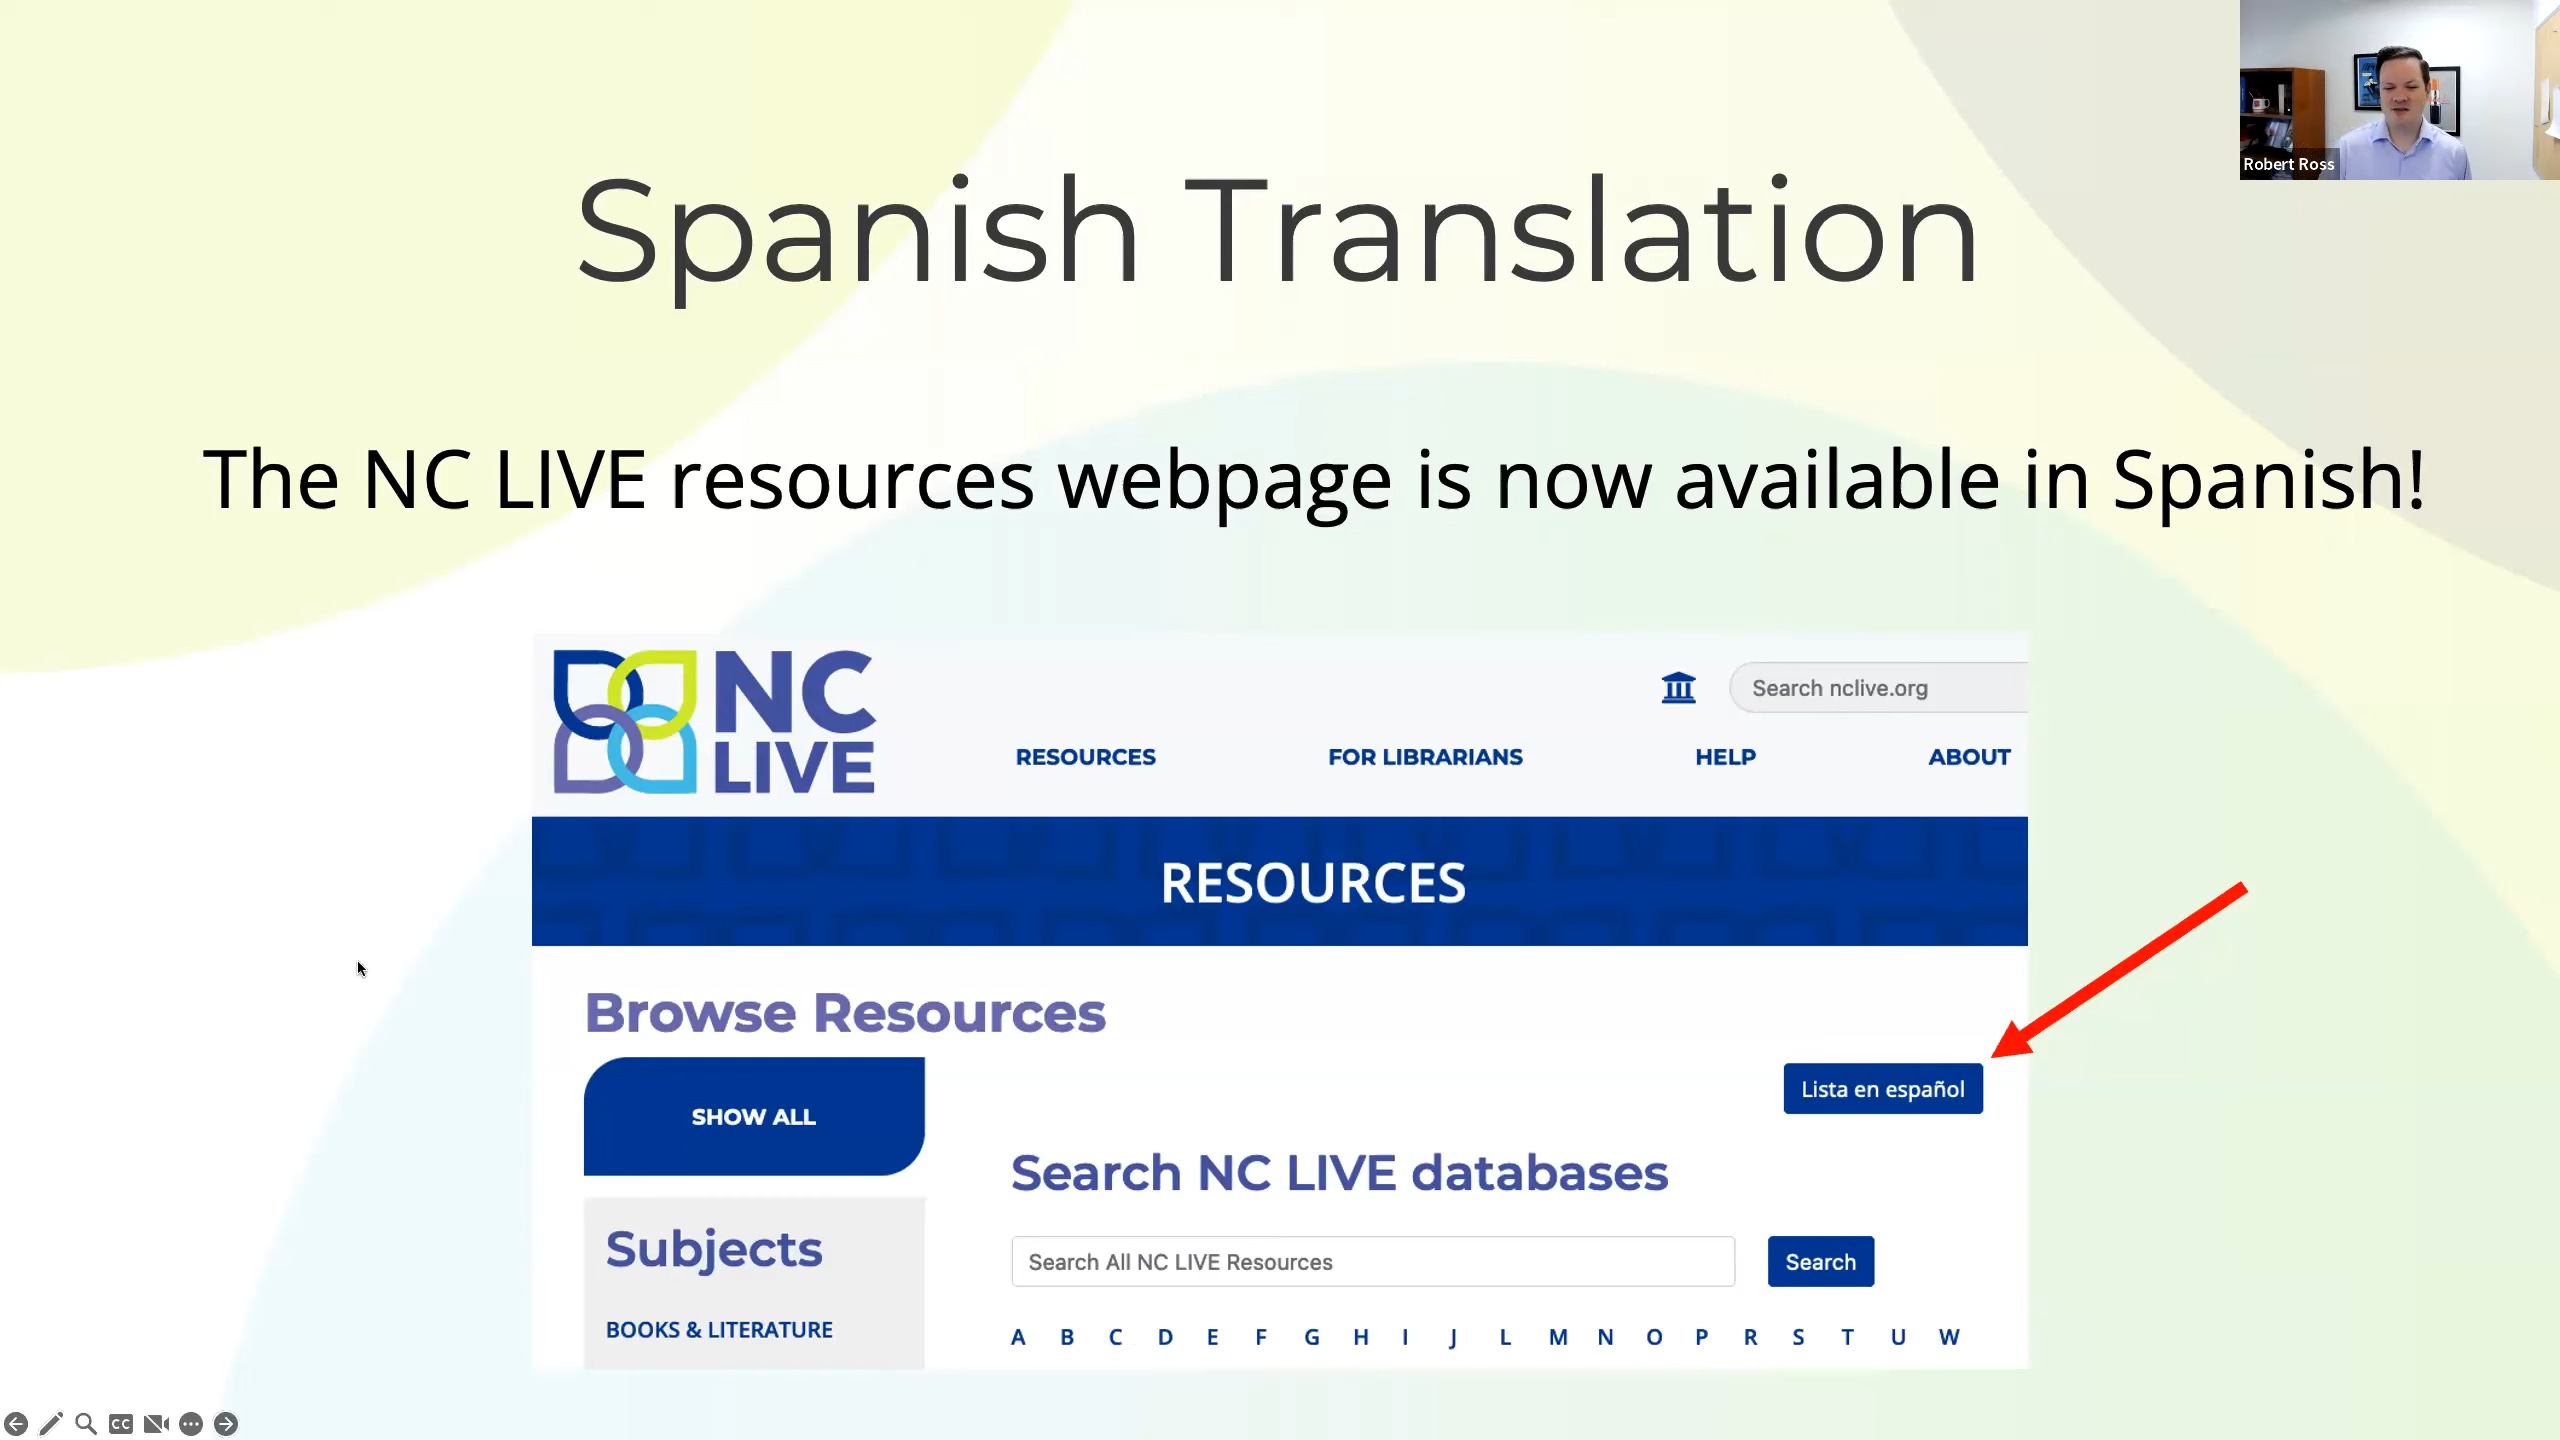 Spanish Translation
Robert Ross
The NC LIVE resources webpage is now available in Spanish!
NC
LIVE
Search nclive.org
RESOURCES FOR LIBRARIANS HELP ABOUT
RESOURCES
Browse Resources
SHOW ALL
Lista en español
Search NC LIVE databases
Subjects
Search All NC LIVE Resources Search
BOOKS & LITERATURE
A B C D E F G H I J L M N O P R S T U W
CC